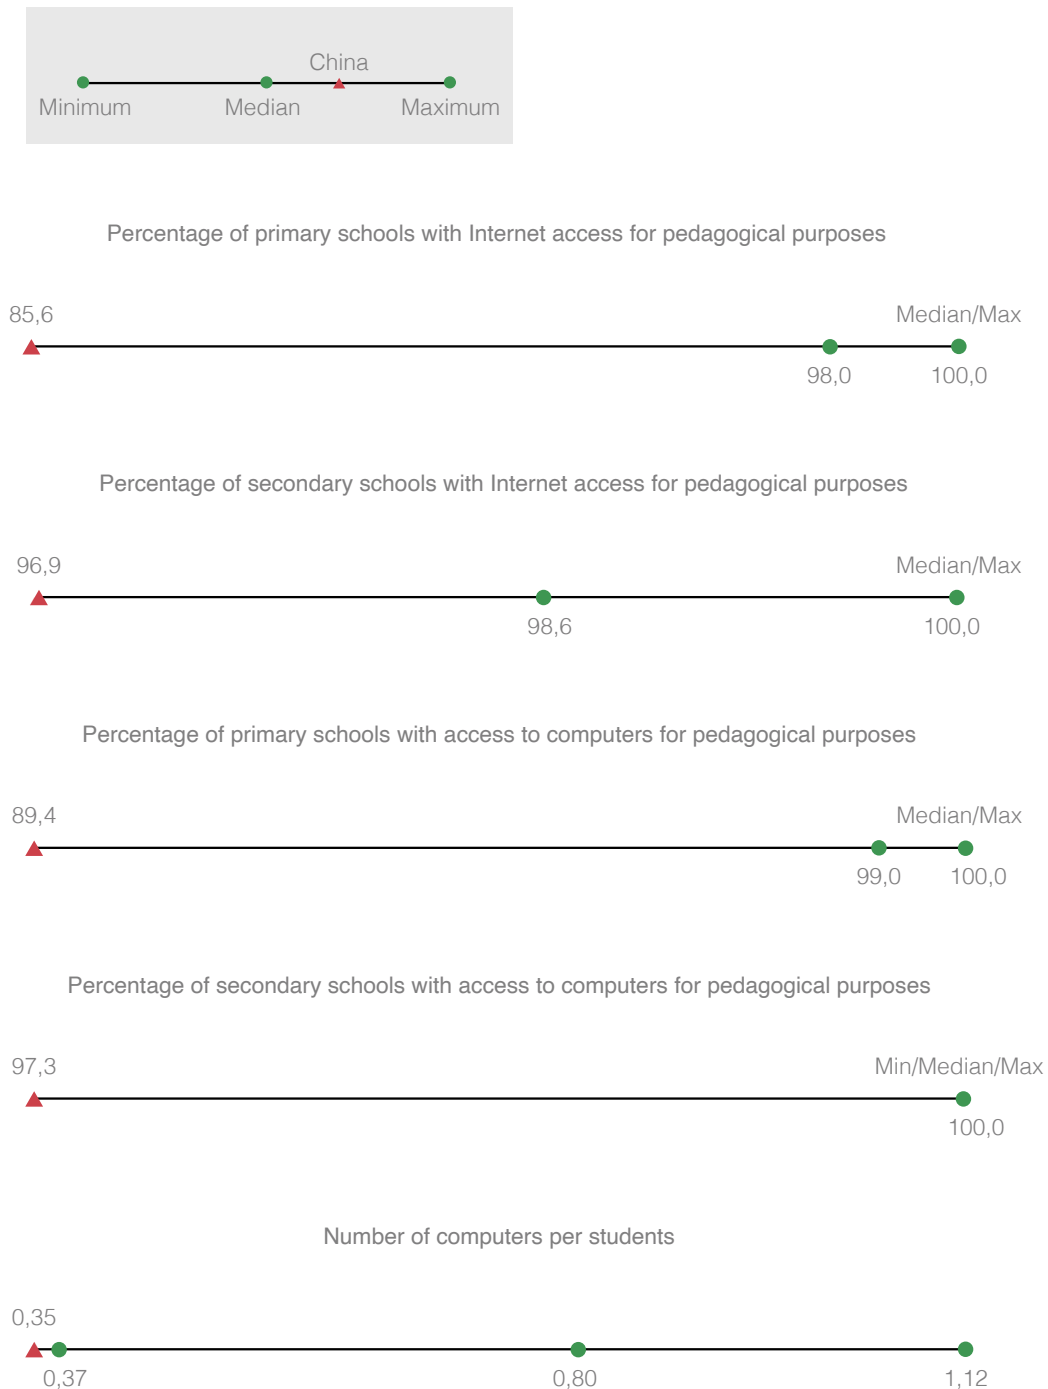 China
Minimum Median Maximum
Percentage of primary schools with Internet access for pedagogical purposes
85,6 Median/Max
98,0 100,0
Percentage of secondary schools with Internet access for pedagogical purposes
96,9 Median/Max
98,6 100,0
Percentage of primary schools with access to computers for pedagogical purposes
89,4 Median/Max
99,0 100,0
Percentage of secondary schools with access to computers for pedagogical purposes
97,3 Min/Median/Max
100,0
Number of computers per students
0,35
0,37 0,80 1,12